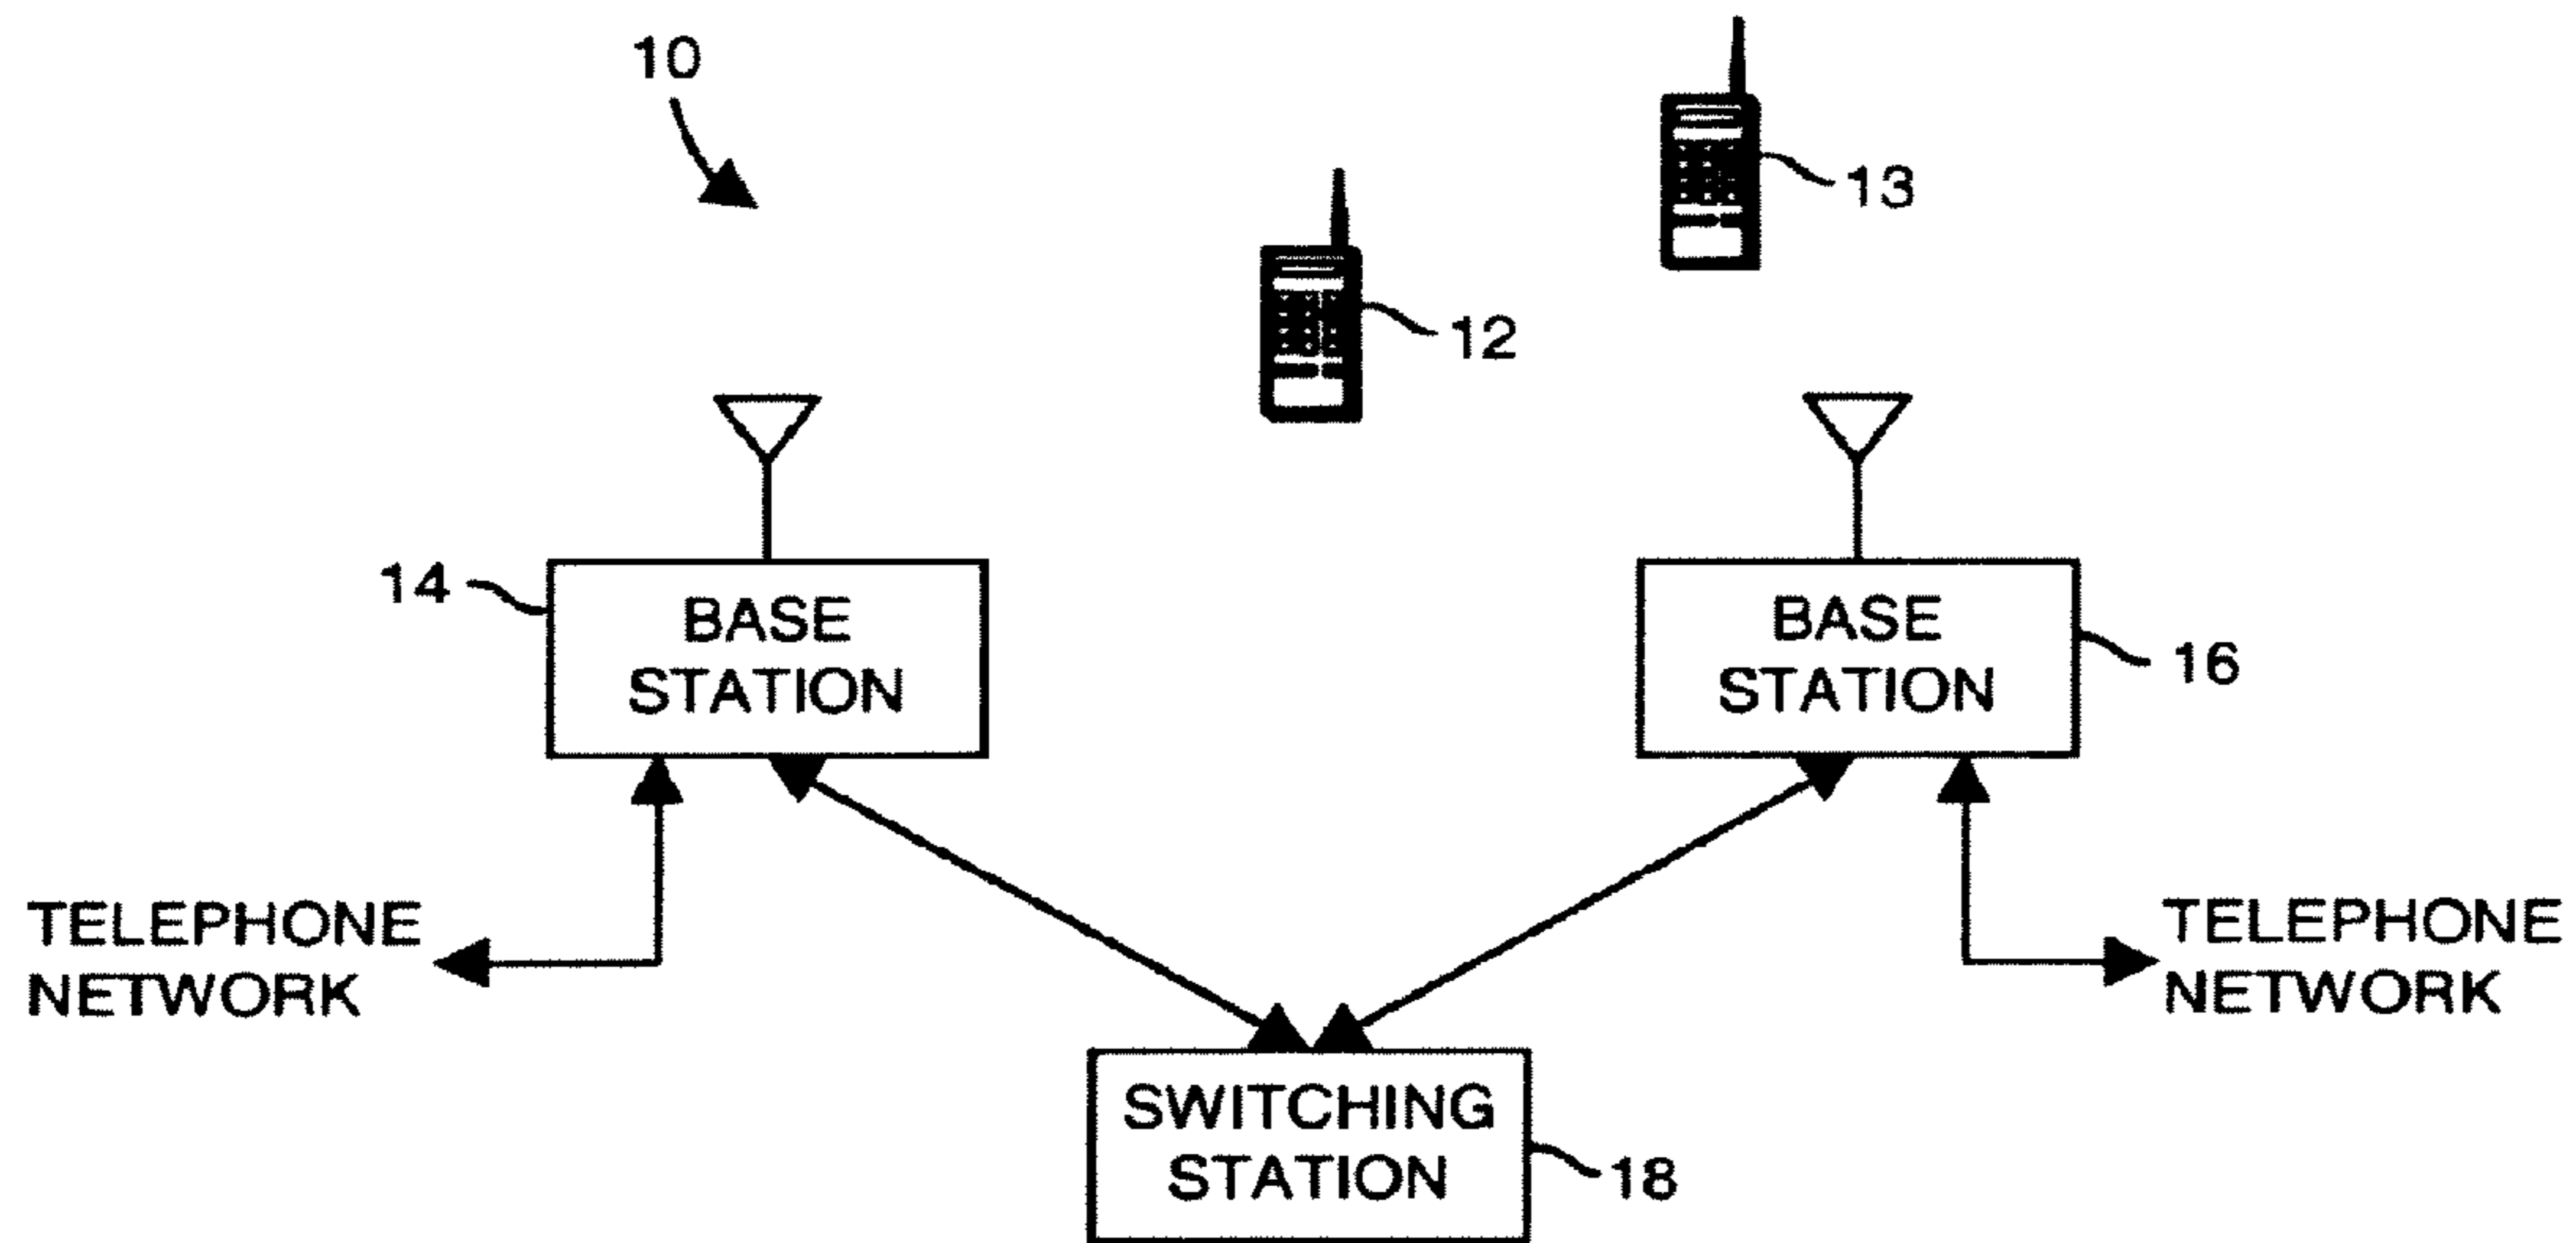 10
13
12
14
BASE
STATION
BASE
STATION
16
TELEPHONE
NETWORK
TELEPHONE
NETWORK
SWITCHING
STATION
18